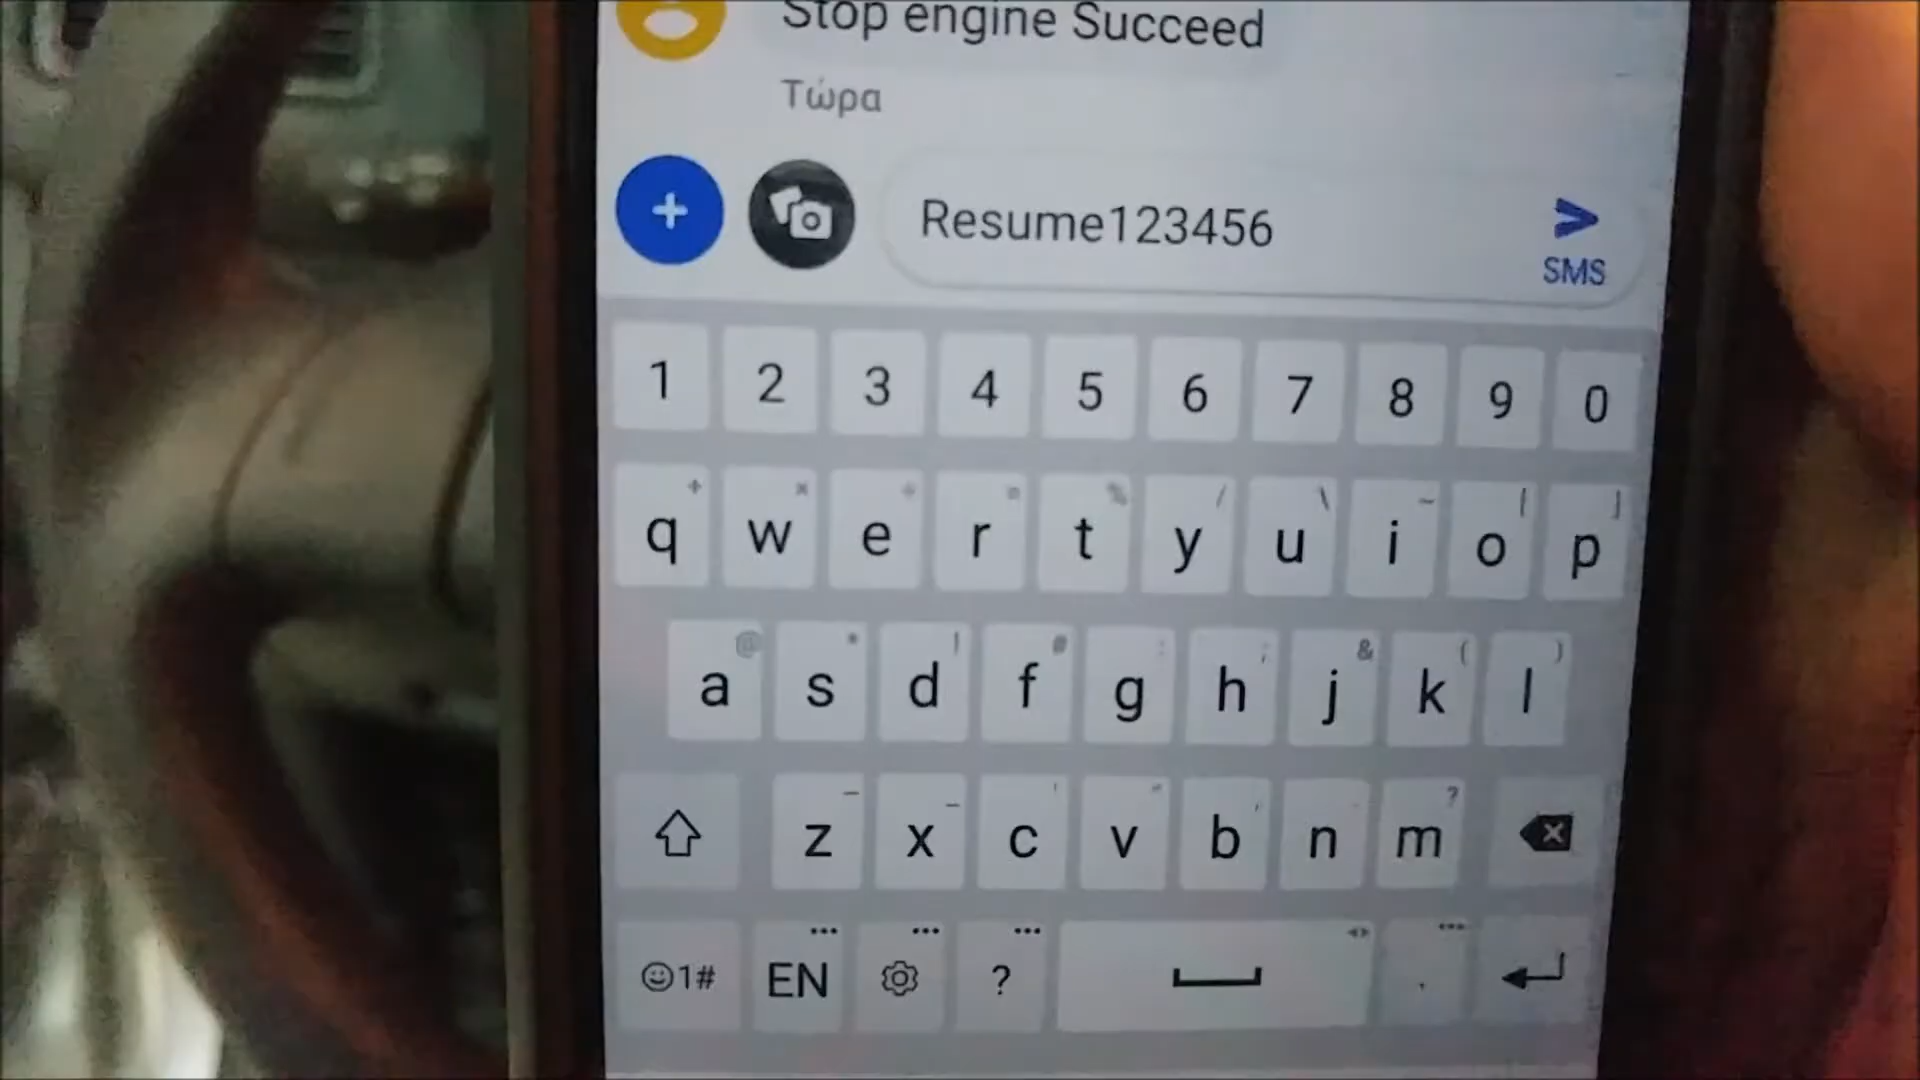 Stop engine Succeed
Τώρα
Resume123456
SMS
1 2 3 4 5 6 7 8 9 0
q w e r t y u i o p
a s d f g h j k l
z x c v b n m
1# EN ? .